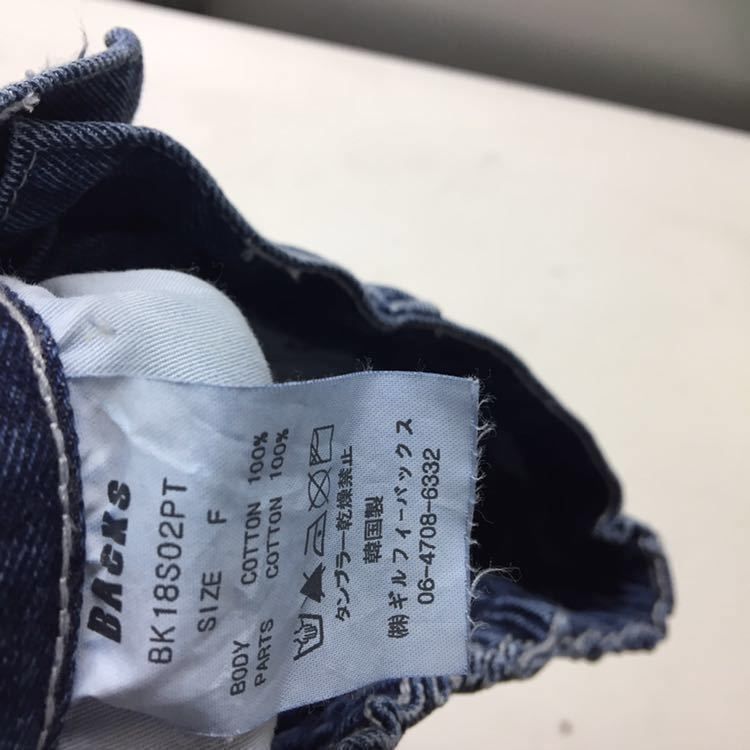 BACKS
BK18S02PT
SIZE F
BODY COTTON 100%
PARTS COTTON 100%
タンブラー乾燥禁止
韓国製
㈱ギルフィーバックス
06-4708-6332